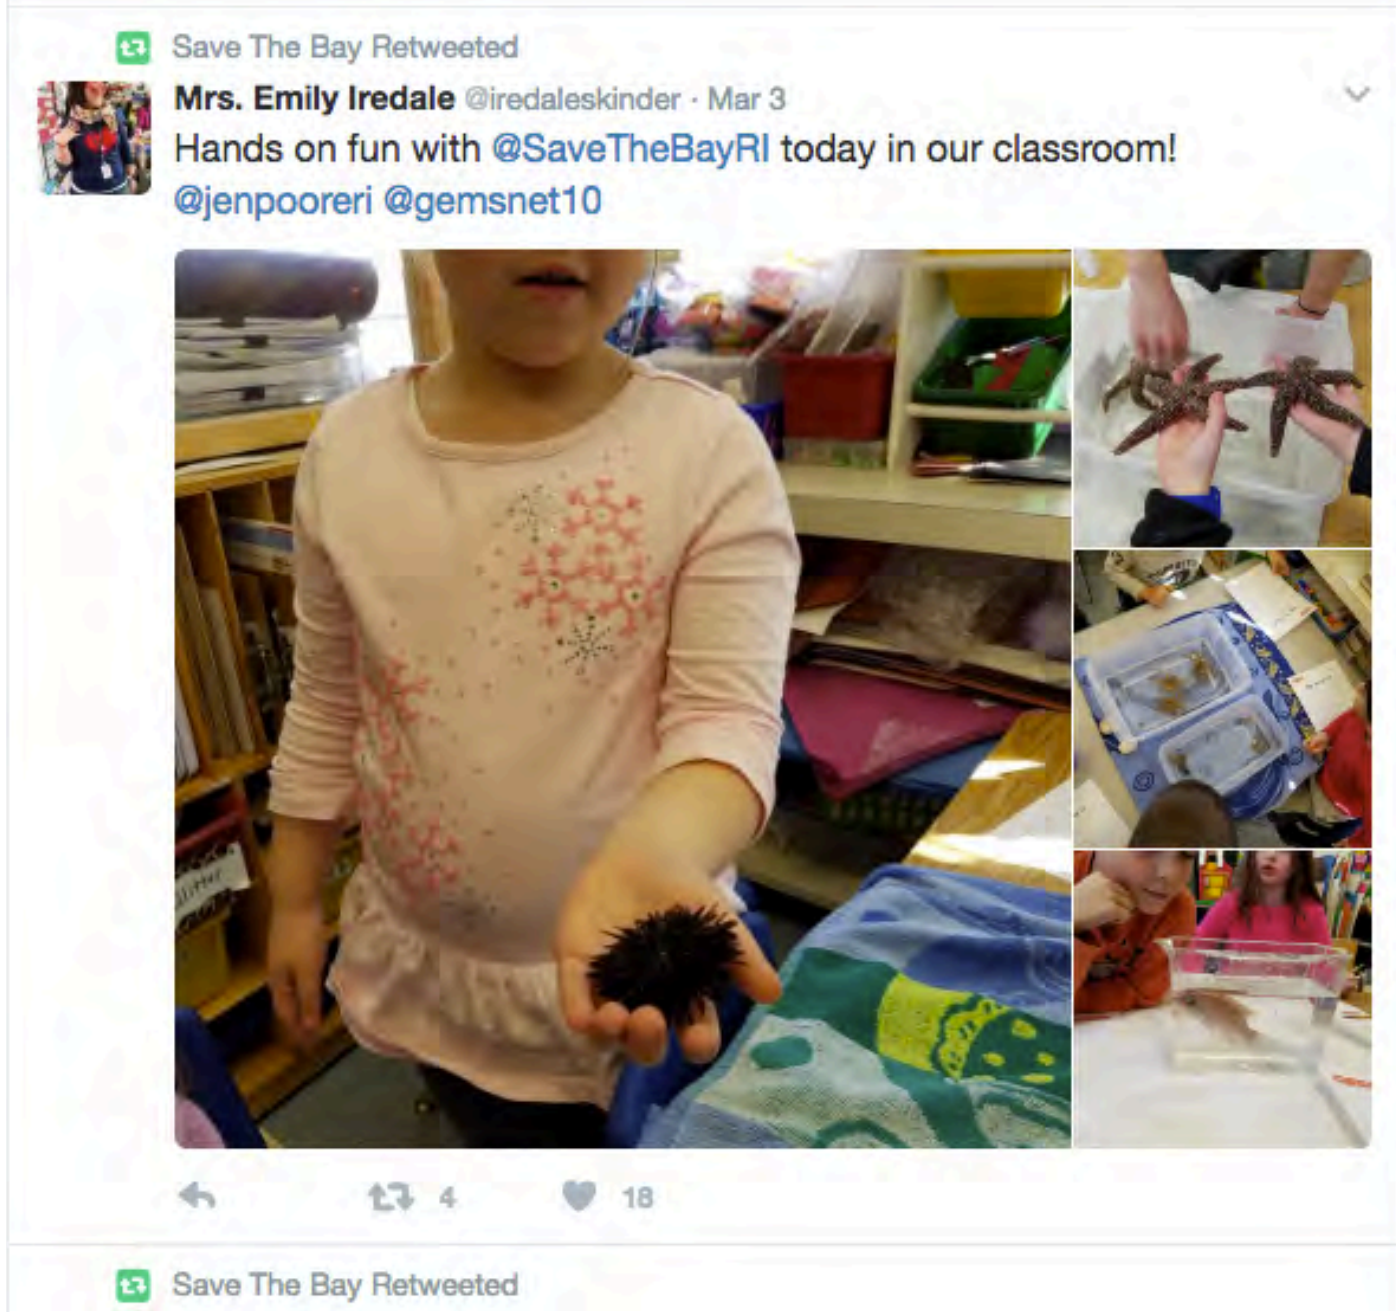 Save The Bay Retweeted
Mrs. Emily Iredale @iredaleskinder · Mar 3
Hands on fun with @SaveTheBayRI today in our classroom!
@jenpooreri @gemsnet10
glitter
4
18
Save The Bay Retweeted